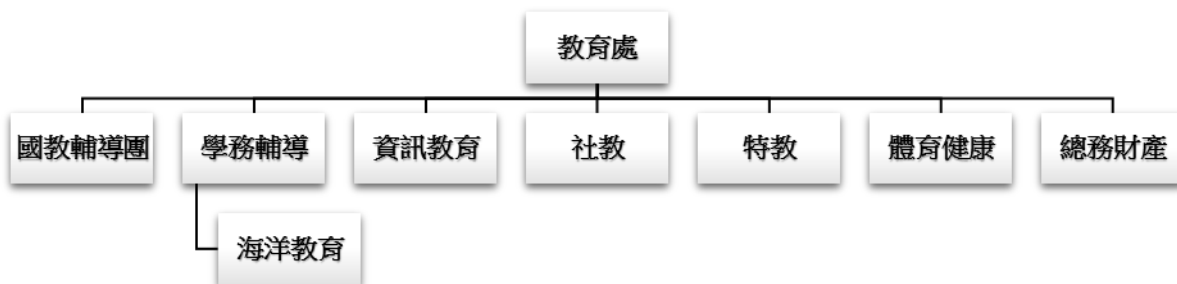 教育處
國教輔導團
學務輔導
資訊教育
社教
特教
體育健康
總務財產
海洋教育